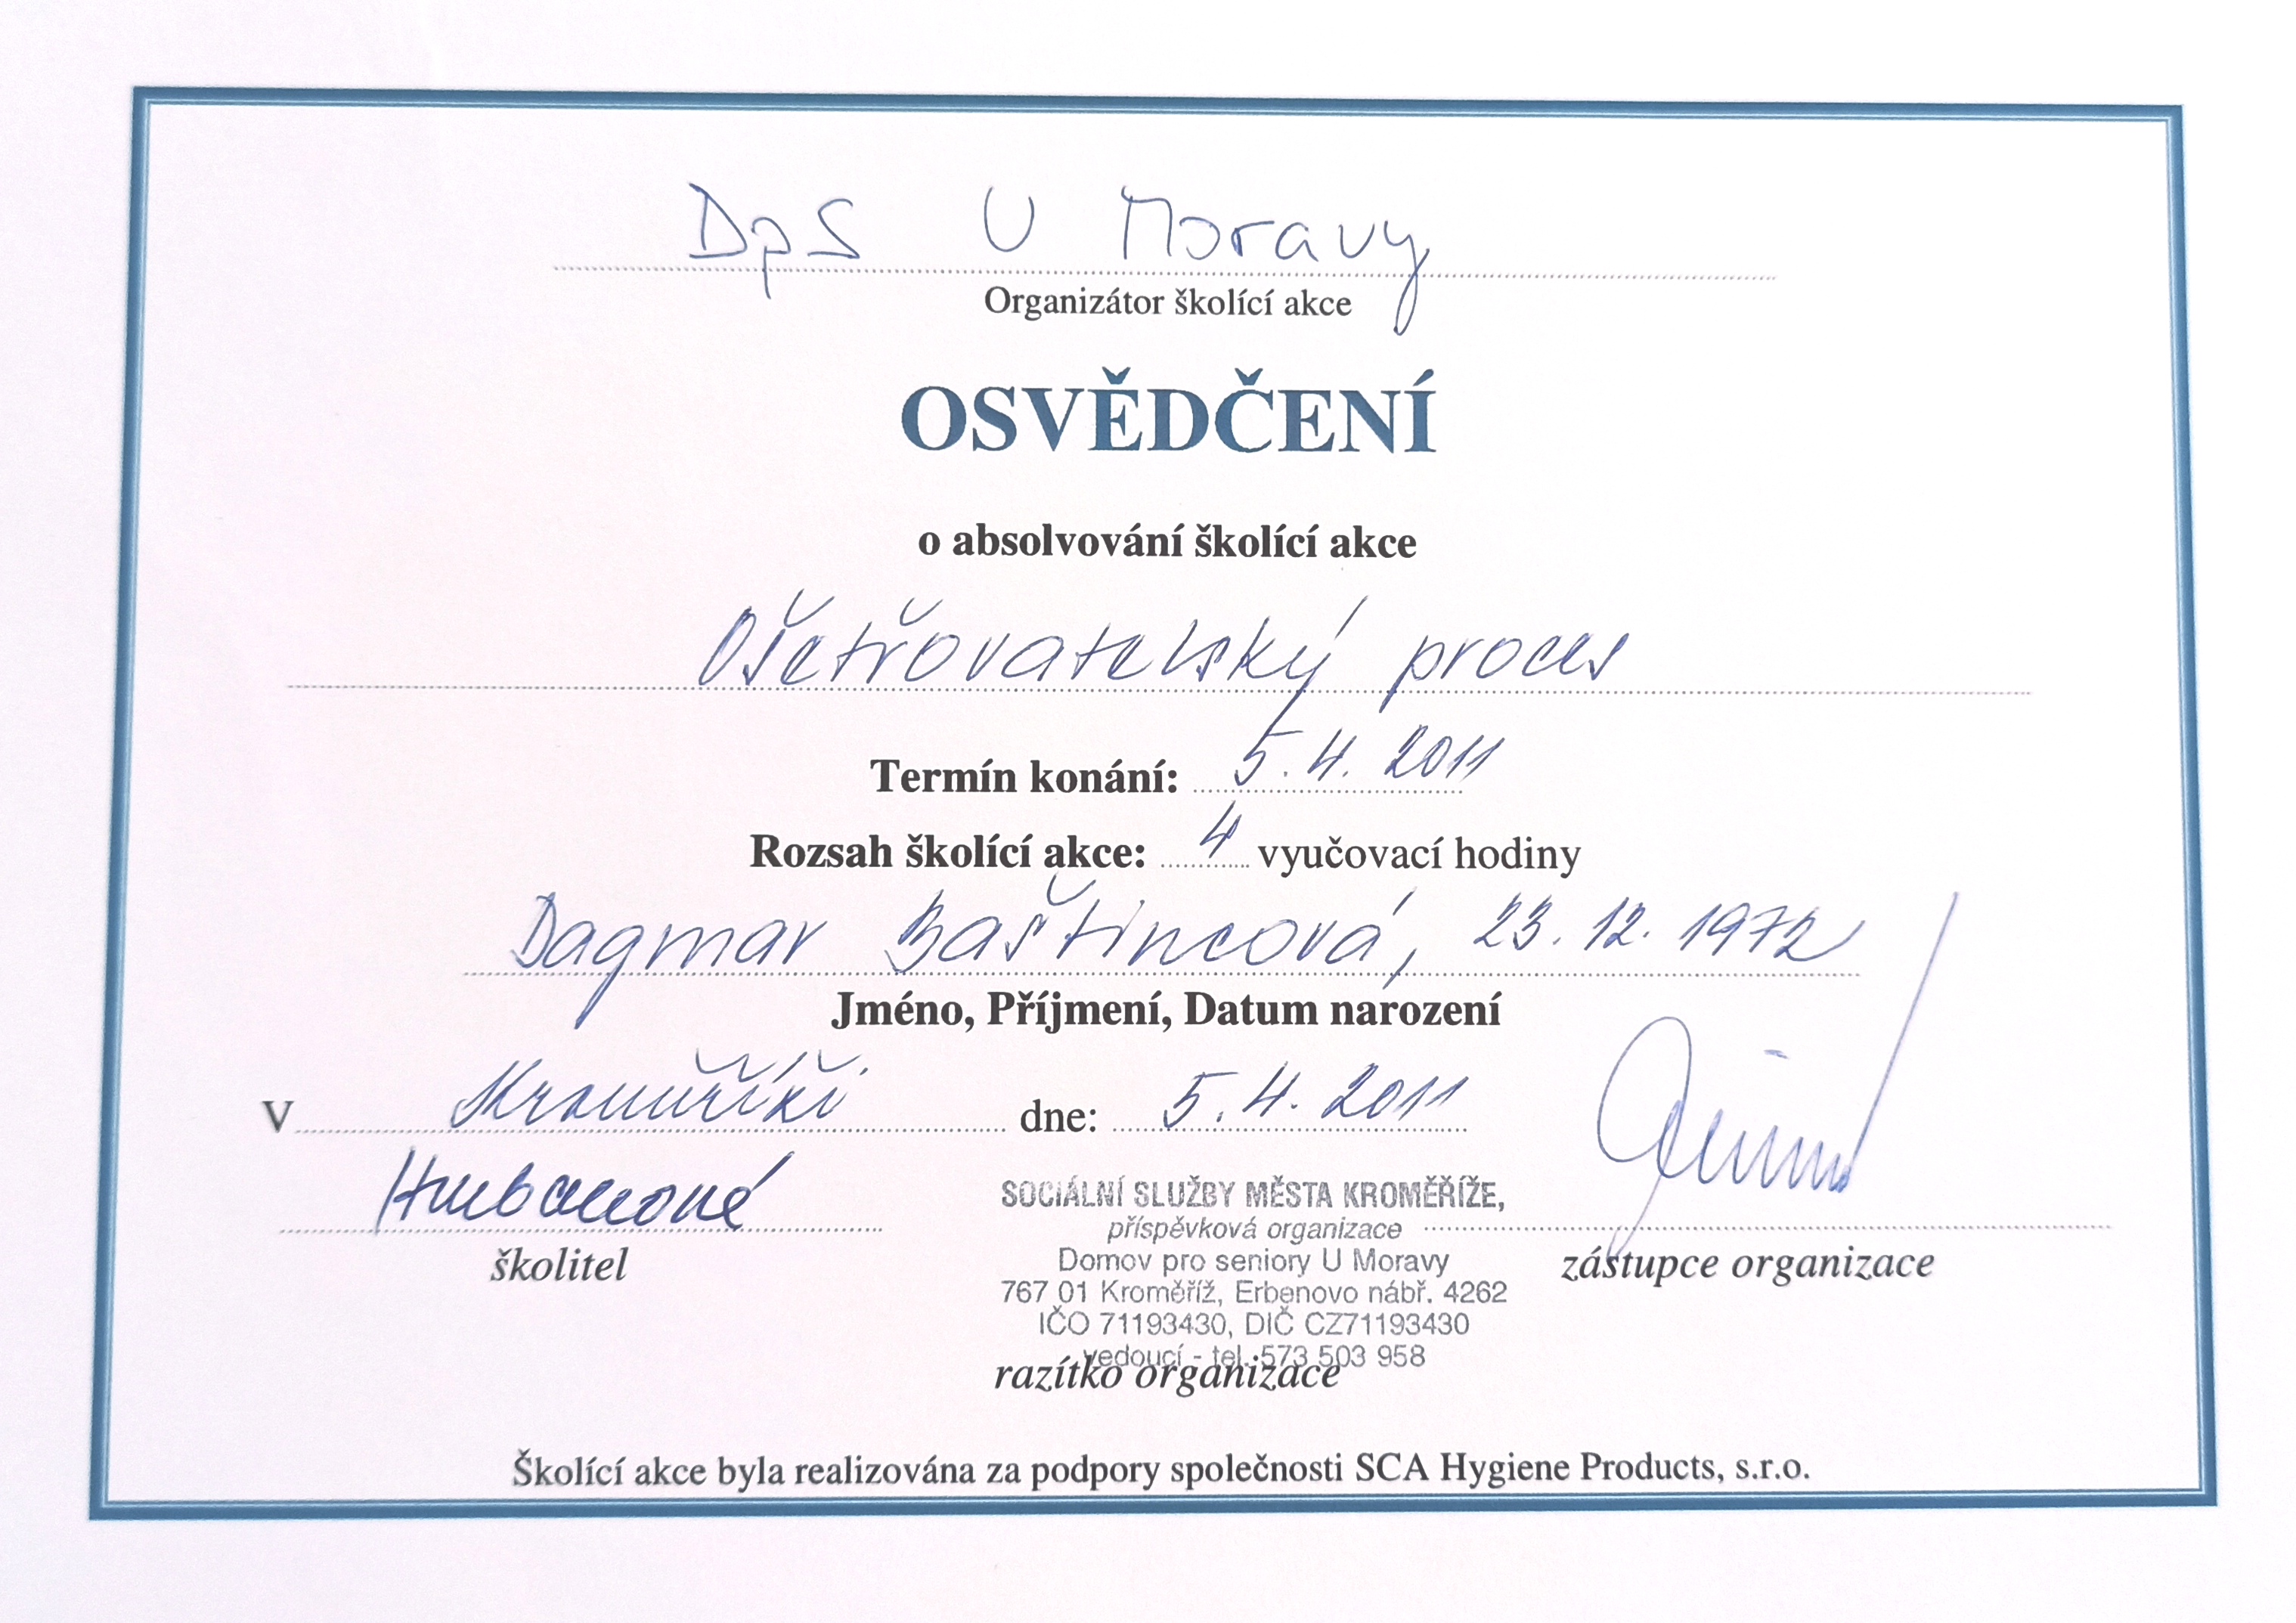 DpS U Moravy
Organizátor školící akce
OSVĚDČENÍ
o absolvování školící akce
Ošetřovatelský proces
Termín konání: 5.4. 2011
Rozsah školící akce: 4 vyučovací hodiny
Dagmar Baštincová, 23.12.1972
Jméno, Příjmení, Datum narození
V Kroměříži dne: 5.4.2011
SOCIÁLNÍ SLUŽBY MĚSTA KROMĚŘÍŽE,
příspěvková organizace
školitel
Domov pro seniory U Moravy
zástupce organizace
767 01 Kroměříž, Erbenovo nábř. 4262
IČO 71193430, DIČ CZ71193430
vedoucí - tel. 573 503 958
razítko organizace
Školící akce byla realizována za podpory společnosti SCA Hygiene Products, s.r.o.